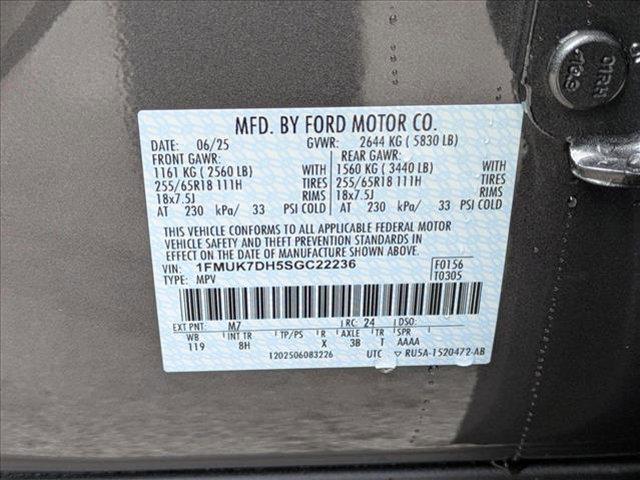 MFD. BY FORD MOTOR CO.
DATE: 06/25 GVWR: 2644 KG ( 5830 LB)
FRONT GAWR: REAR GAWR:
1161 KG ( 2560 LB) WITH 1560 KG ( 3440 LB) WITH
255/65R18 111H TIRES 255/65R18 111H TIRES
18x7.5J RIMS 18x7.5J RIMS
AT 230 kPa/ 33 PSI COLD AT 230 kPa/ 33 PSI COLD
THIS VEHICLE CONFORMS TO ALL APPLICABLE FEDERAL MOTOR
VEHICLE SAFETY AND THEFT PREVENTION STANDARDS IN
EFFECT ON THE DATE OF MANUFACTURE SHOWN ABOVE.
VIN: 1FMUK7DH5SGC22236 F0156
TYPE: MPV T0305
EXT PNT: M7 RC: 24 DSO:
WB INT TR TP/PS R AXLE TR SPR
119 8H X 3B T AAAA
1202506083226 UTC ▽ RU5A-1520472-AB